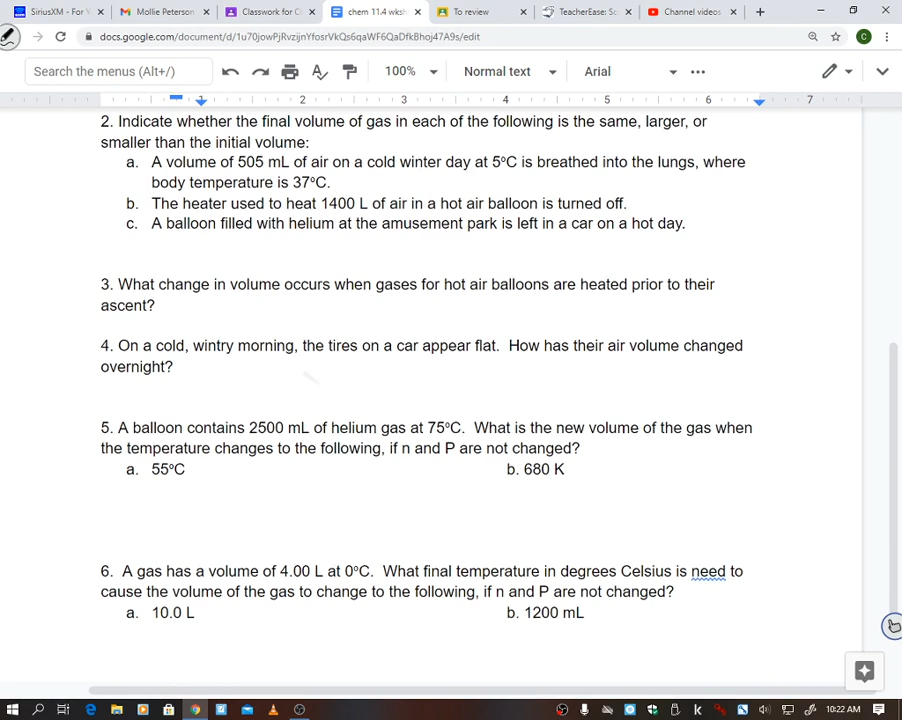 SiriusXM - For Y
Mollie Peterson
Classwork for C
chem 11.4 wksh
To review
TeacherEase: Sc
Channel videos
docs.google.com/document/d/1u70jowPjRvzijnYfosrVkQs6qaWF6QaDfkBhoj47A9s/edit
C
Search the menus (Alt+/)
100%
Normal text
Arial
1 2 3 4 5 6 7
2. Indicate whether the final volume of gas in each of the following is the same, larger, or
smaller than the initial volume:
a. A volume of 505 mL of air on a cold winter day at 5°C is breathed into the lungs, where
body temperature is 37°C.
b. The heater used to heat 1400 L of air in a hot air balloon is turned off.
c. A balloon filled with helium at the amusement park is left in a car on a hot day.
3. What change in volume occurs when gases for hot air balloons are heated prior to their
ascent?
4. On a cold, wintry morning, the tires on a car appear flat. How has their air volume changed
overnight?
5. A balloon contains 2500 mL of helium gas at 75°C. What is the new volume of the gas when
the temperature changes to the following, if n and P are not changed?
a. 55°C b. 680 K
6. A gas has a volume of 4.00 L at 0°C. What final temperature in degrees Celsius is need to
cause the volume of the gas to change to the following, if n and P are not changed?
a. 10.0 L b. 1200 mL
10:22 AM